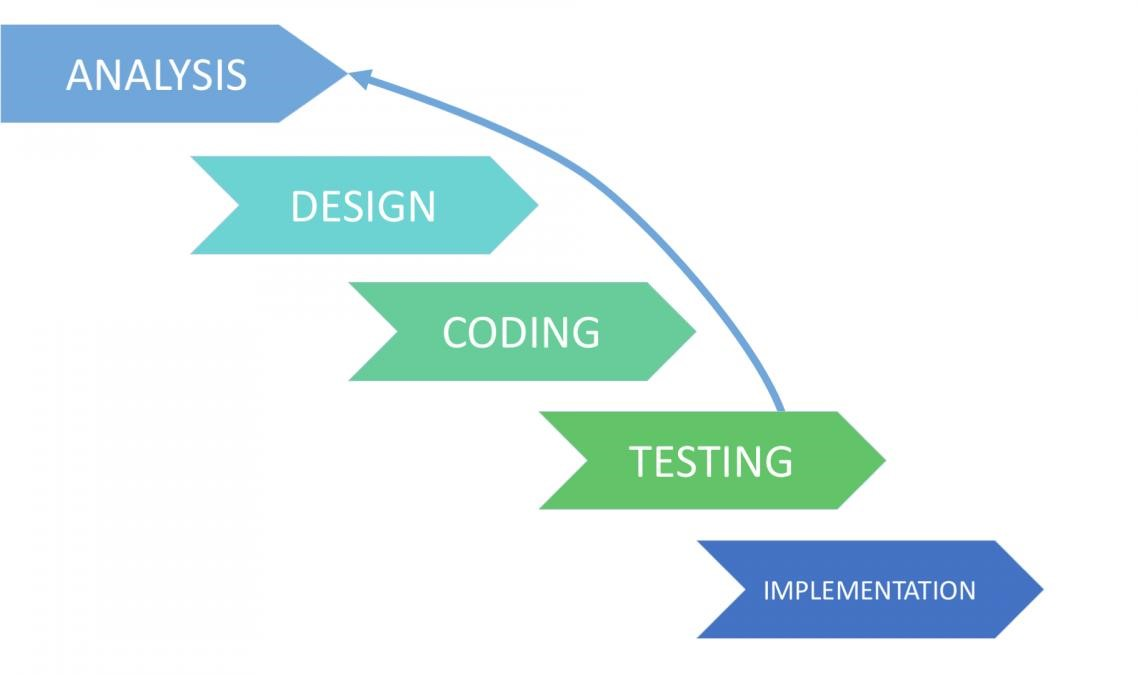 ANALYSIS
DESIGN
CODING
TESTING
IMPLEMENTATION